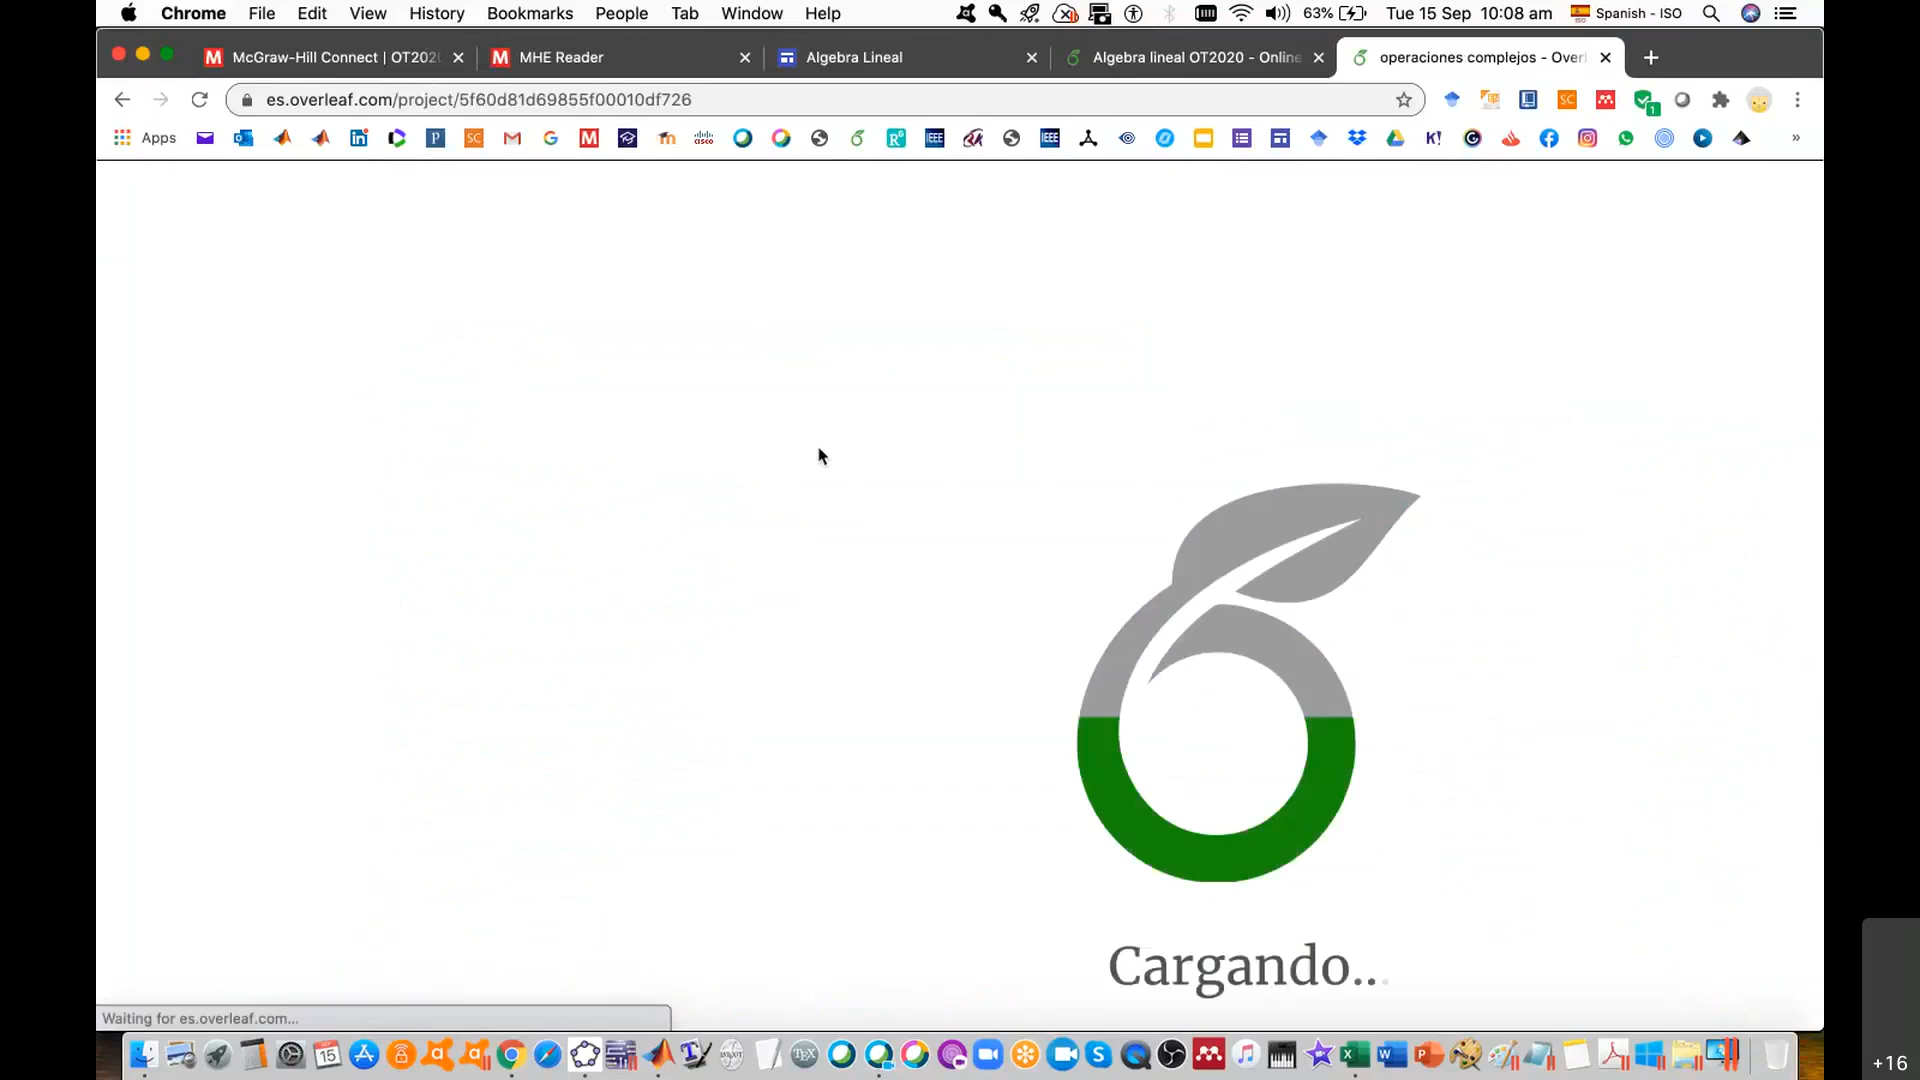 Chrome File Edit View History Bookmarks People Tab Window Help 63% Tue 15 Sep 10:08 am Spanish - ISO
McGraw-Hill Connect | OT202 MHE Reader Algebra Lineal Algebra lineal OT2020 - Online operaciones complejos - Overl
es.overleaf.com/project/5f60d81d69855f00010df726
Apps
Cargando...
Waiting for es.overleaf.com...
+16